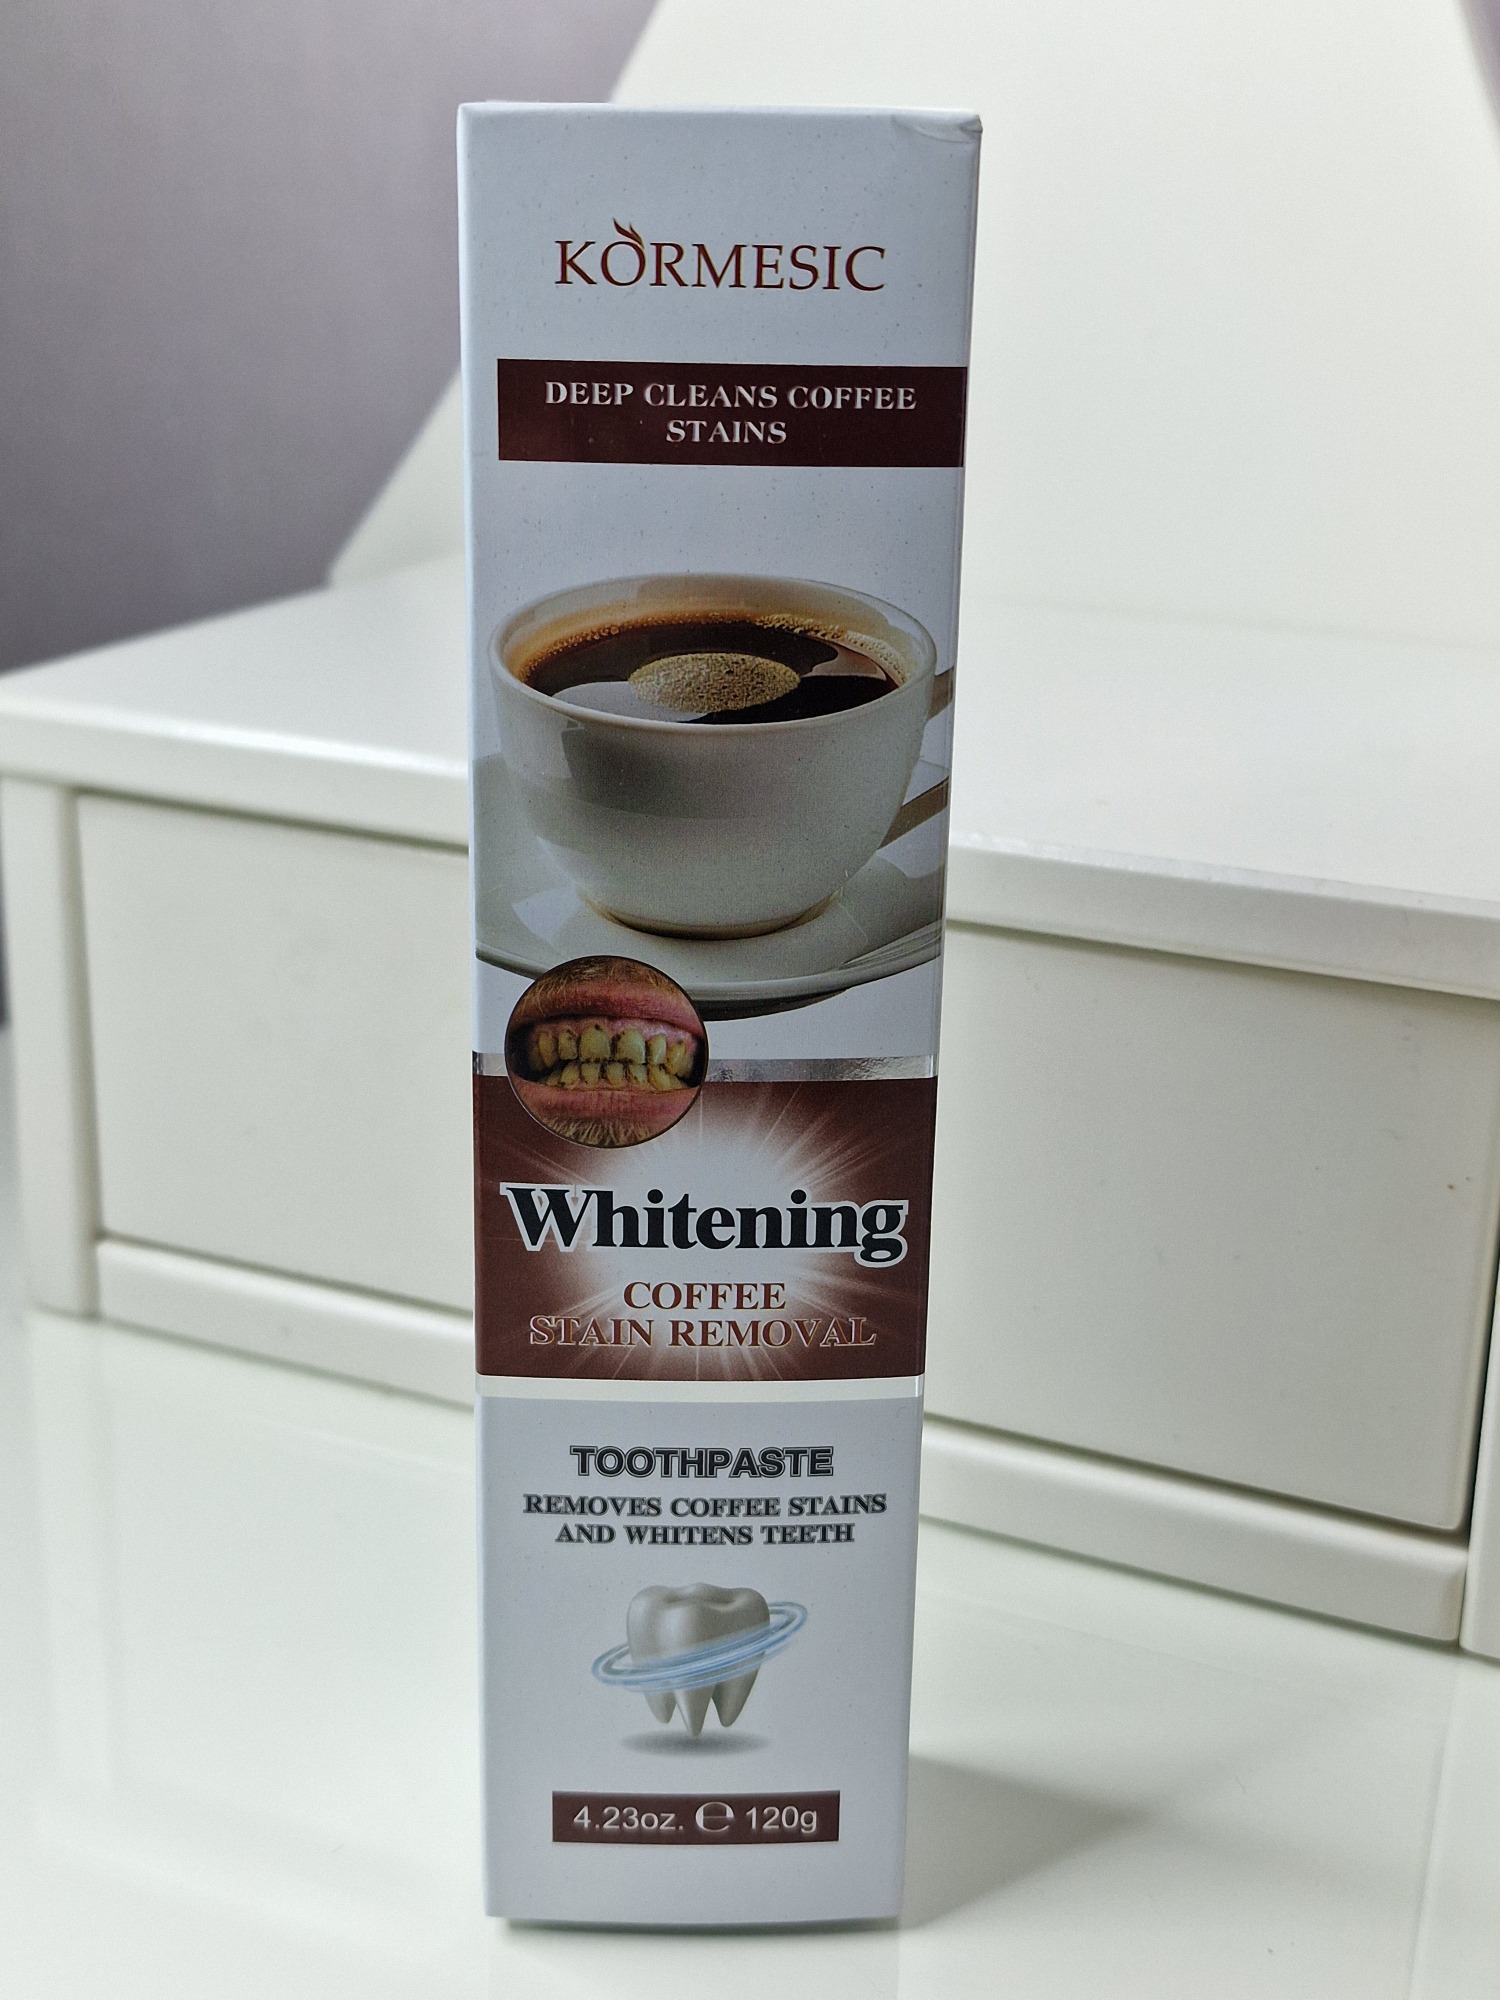 KORMESIC
DEEP CLEANS COFFEE
STAINS
Whitening
COFFEE
STAIN REMOVAL
TOOTHPASTE
REMOVES COFFEE STAINS
AND WHITENS TEETH
4.23oz. ℮ 120g